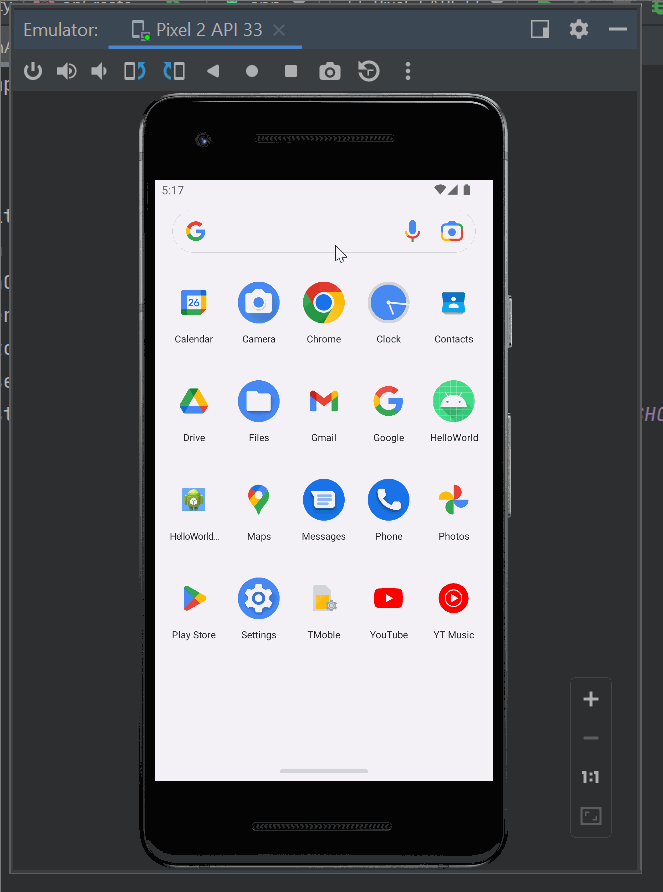 Emulator: Pixel 2 API 33
5:17
26
Calendar Camera Chrome Clock Contacts
Drive Files Gmail Google HelloWorld
HelloWorld... Maps Messages Phone Photos
Play Store Settings TMoble YouTube YT Music
1:1